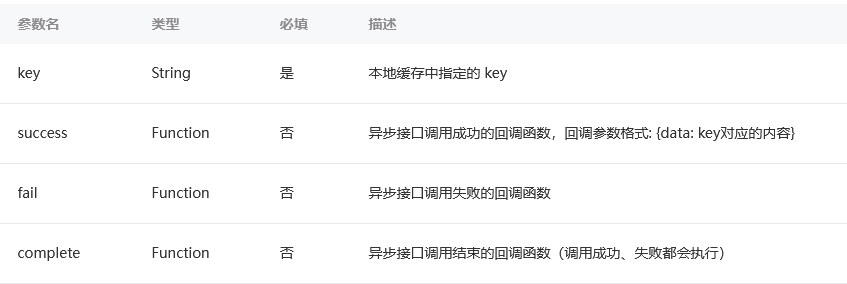 参数名 类型 必填 描述
key String 是 本地缓存中指定的 key
success Function 否 异步接口调用成功的回调函数，回调参数格式: {data: key对应的内容}
fail Function 否 异步接口调用失败的回调函数
complete Function 否 异步接口调用结束的回调函数（调用成功、失败都会执行）